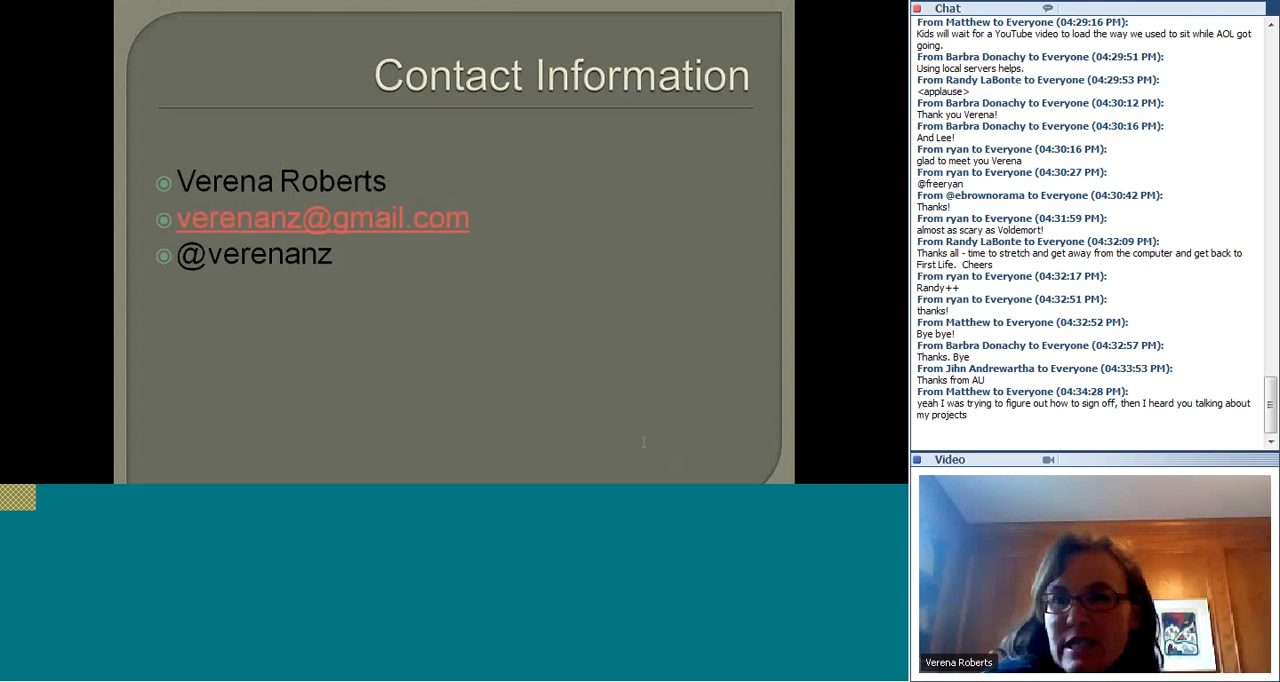 Contact Information
Verena Roberts
verenanz@gmail.com
@verenanz
Chat
From Matthew to Everyone (04:29:16 PM):
Kids will wait for a YouTube video to load the way we used to sit while AOL got
going.
From Barbra Donachy to Everyone (04:29:51 PM):
Using local servers helps.
From Randy LaBonte to Everyone (04:29:53 PM):
<applause>
From Barbra Donachy to Everyone (04:30:12 PM):
Thank you Verena!
From Barbra Donachy to Everyone (04:30:16 PM):
And Lee!
From ryan to Everyone (04:30:16 PM):
glad to meet you Verena
From ryan to Everyone (04:30:27 PM):
@freeryan
From @ebrownorama to Everyone (04:30:42 PM):
Thanks!
From ryan to Everyone (04:31:59 PM):
almost as scary as Voldemort!
From Randy LaBonte to Everyone (04:32:09 PM):
Thanks all - time to stretch and get away from the computer and get back to
First Life. Cheers
From ryan to Everyone (04:32:17 PM):
Randy++
From ryan to Everyone (04:32:51 PM):
thanks!
From Matthew to Everyone (04:32:52 PM):
Bye bye!
From Barbra Donachy to Everyone (04:32:57 PM):
Thanks. Bye
From Jihn Andrewartha to Everyone (04:33:53 PM):
Thanks from AU
From Matthew to Everyone (04:34:28 PM):
yeah I was trying to figure out how to sign off, then I heard you talking about
my projects
Video
Verena Roberts